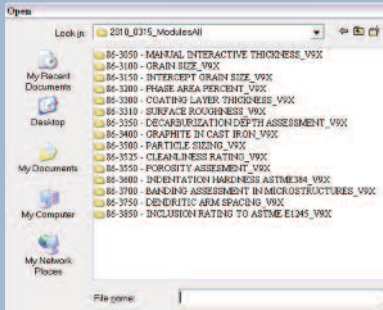 Open
Look in: 2010_0315_ModulesAll
My Recent Documents
Desktop
My Documents
My Computer
My Network Places
86-3050 - MANUAL INTERACTIVE THICKNESS_V9X
86-3100 - GRAIN SIZE_V9X
86-3150 - INTERCEPT GRAIN SIZE_V9X
86-3200 - PHASE AREA PERCENT_V9X
86-3300 - COATING LAYER THICKNESS_V9X
86-3310 - SURFACE ROUGHNESS_V9X
86-3350 - DECARBURIZATION DEPTH ASSESSMENT_V9X
86-3400 - GRAPHITE IN CAST IRON_V9X
86-3500 - PARTICLE SIZING_V9X
86-3525 - CLEANLINESS RATING_V9X
86-3550 - POROSITY ASSESMENT_V9X
86-3600 - INDENTATION HARDNESS ASTME384_V9X
86-3700 - BANDING ASSESSMENT IN MICROSTRUCTURES_V9X
86-3750 - DENDRITIC ARM SPACING_V9X
86-3850 - INCLUSION RATING TO ASTME E1245_V9X
File name: